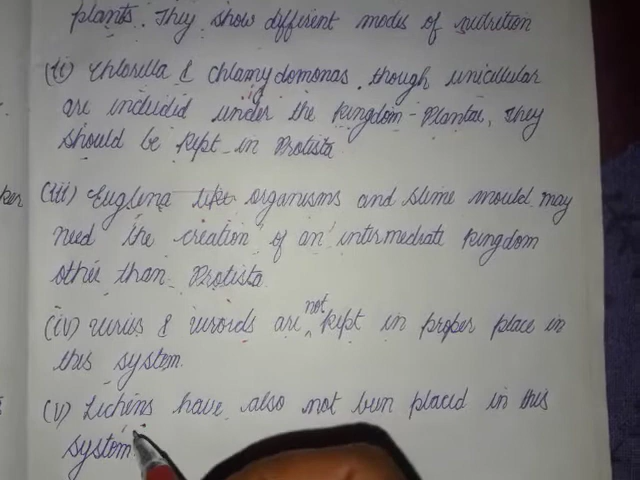 plants. They show different modes of nutrition
(ii) Chlorella & chlamydomonas though unicellular
are included under the kingdom - Plantae, They
should be kept in Protista
ker
(iii) Euglena like organisms and slime mould may
need the creation of an intermediate kingdom
other than Protista
(iv) virus & viroids are not kept in proper place in
this system.
(v) Lichens have also not been placed in this
system